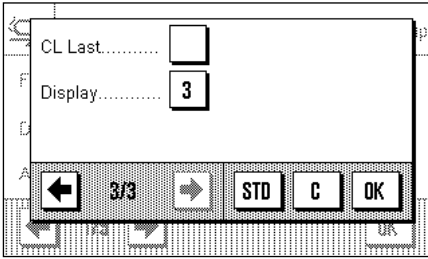 CL Last...........
Display............ 3
3/3 STD C OK